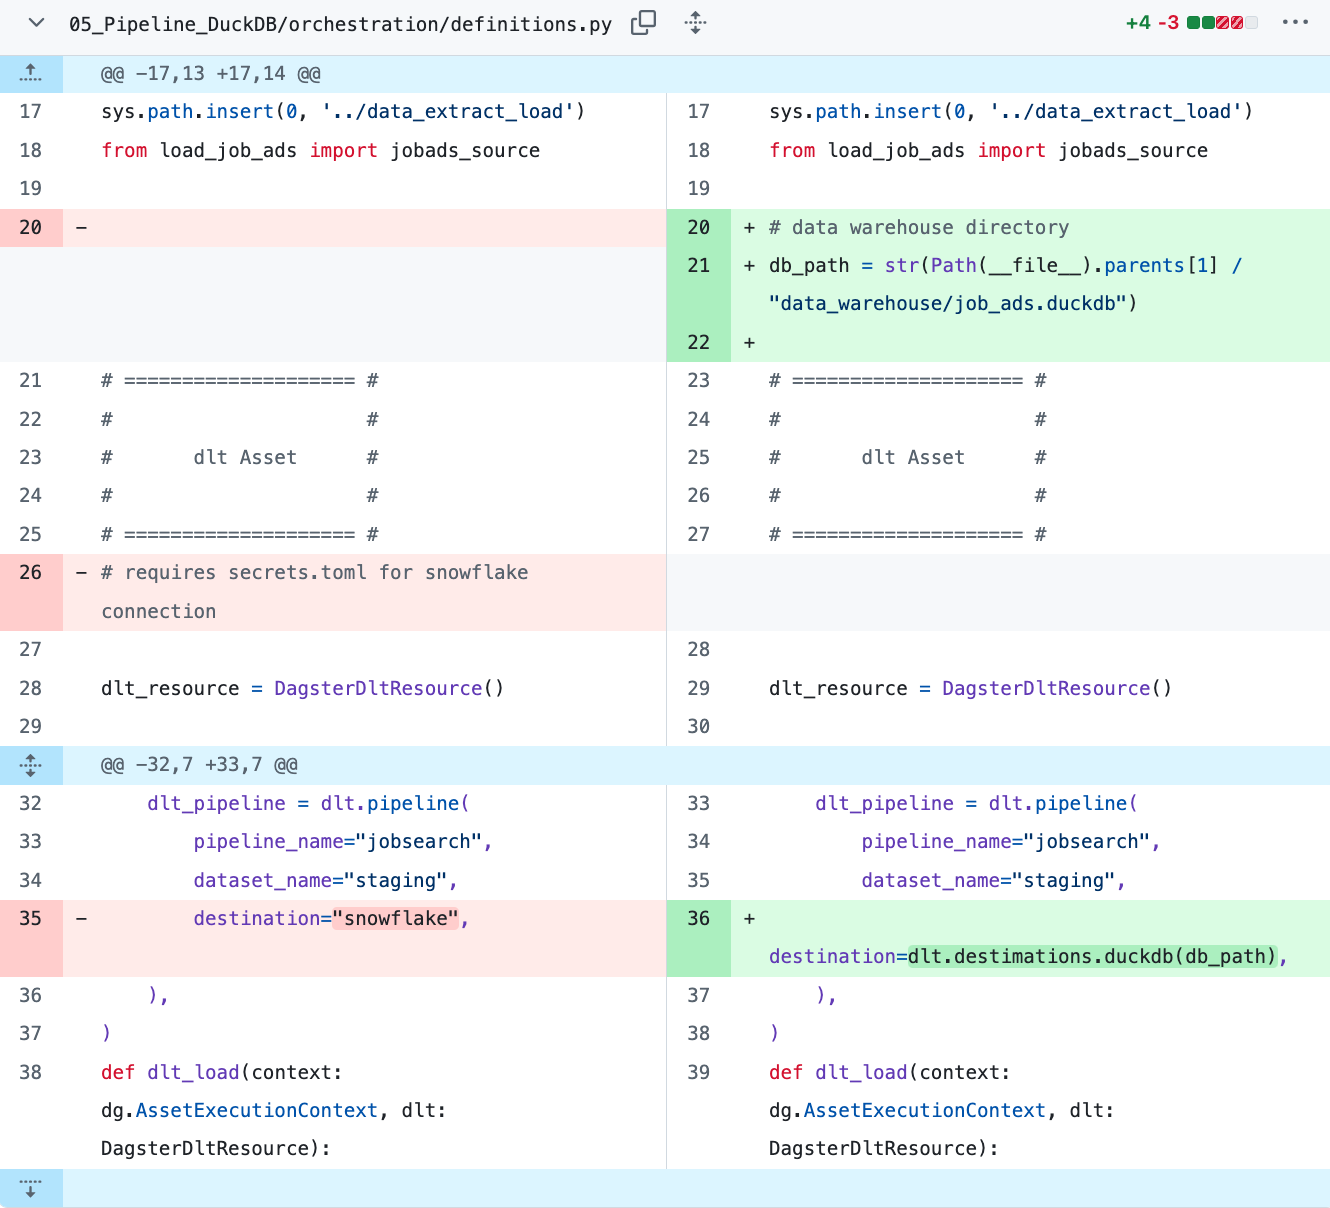 05_Pipeline_DuckDB/orchestration/definitions.py
+4 -3
@@ -17,13 +17,14 @@
17 sys.path.insert(0, '../data_extract_load')
18 from load_job_ads import jobads_source
19
20 -
21 # ==================== #
22 # #
23 # dlt Asset #
24 # #
25 # ==================== #
26 - # requires secrets.toml for snowflake
connection
27
28 dlt_resource = DagsterDltResource()
29
17 sys.path.insert(0, '../data_extract_load')
18 from load_job_ads import jobads_source
19
20 + # data warehouse directory
21 + db_path = str(Path(__file__).parents[1] /
"data_warehouse/job_ads.duckdb")
22 +
23 # ==================== #
24 # #
25 # dlt Asset #
26 # #
27 # ==================== #
28
29 dlt_resource = DagsterDltResource()
30
@@ -32,7 +33,7 @@
32 dlt_pipeline = dlt.pipeline(
33 pipeline_name="jobsearch",
34 dataset_name="staging",
35 - destination="snowflake",
36 ),
37 )
38 def dlt_load(context:
dg.AssetExecutionContext, dlt:
DagsterDltResource):
33 dlt_pipeline = dlt.pipeline(
34 pipeline_name="jobsearch",
35 dataset_name="staging",
36 +
destination=dlt.destimations.duckdb(db_path),
37 ),
38 )
39 def dlt_load(context:
dg.AssetExecutionContext, dlt:
DagsterDltResource):